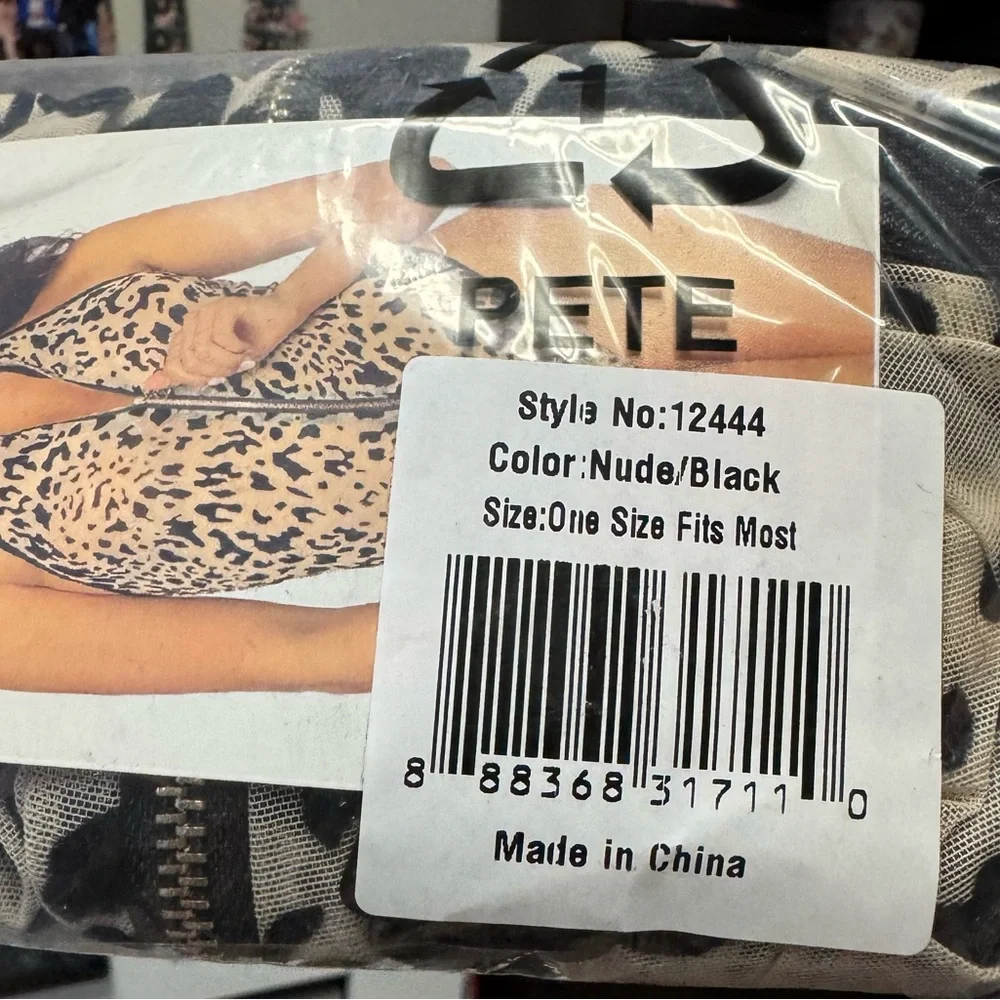 1
PETE
Style No:12444
Color:Nude/Black
Size:One Size Fits Most
8 88368 31711 0
Made in China